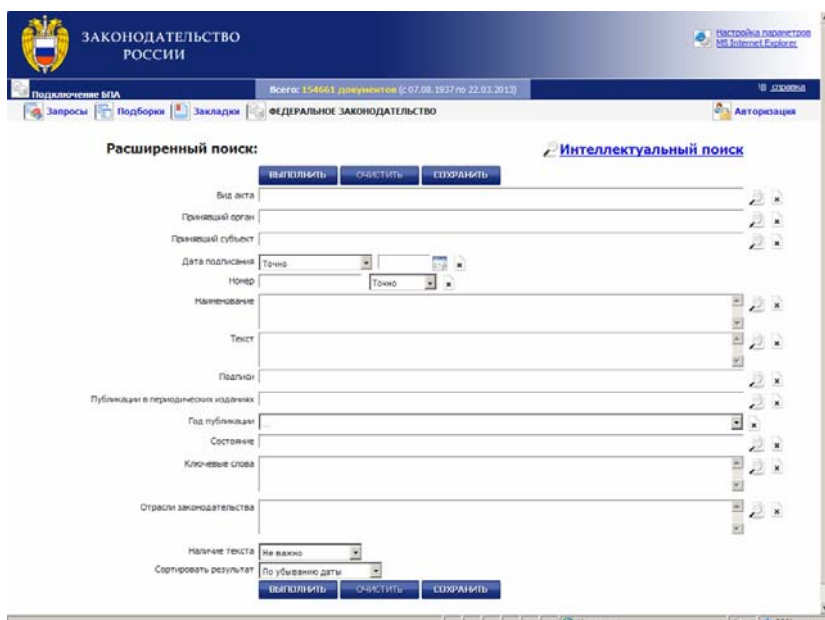 ЗАКОНОДАТЕЛЬСТВО
РОССИИ
Настройка параметров
MS Internet Explorer
Подключение БПА
Всего: 154661 документов (с 07.08.1937 по 22.03.2013)
справка
Запросы Подборки Закладки ФЕДЕРАЛЬНОЕ ЗАКОНОДАТЕЛЬСТВО Авторизация
Расширенный поиск: Интеллектуальный поиск
ВЫПОЛНИТЬ ОЧИСТИТЬ СОХРАНИТЬ
Вид акта
Принявший орган
Принявший субъект
Дата подписания Точно
Номер Точно
Наименование
Текст
Подписи
Публикации в периодических изданиях
Год публикации ...
Состояние
Ключевые слова
Отрасли законодательства
Наличие текста Не важно
Сортировать результат По убыванию даты
ВЫПОЛНИТЬ ОЧИСТИТЬ СОХРАНИТЬ